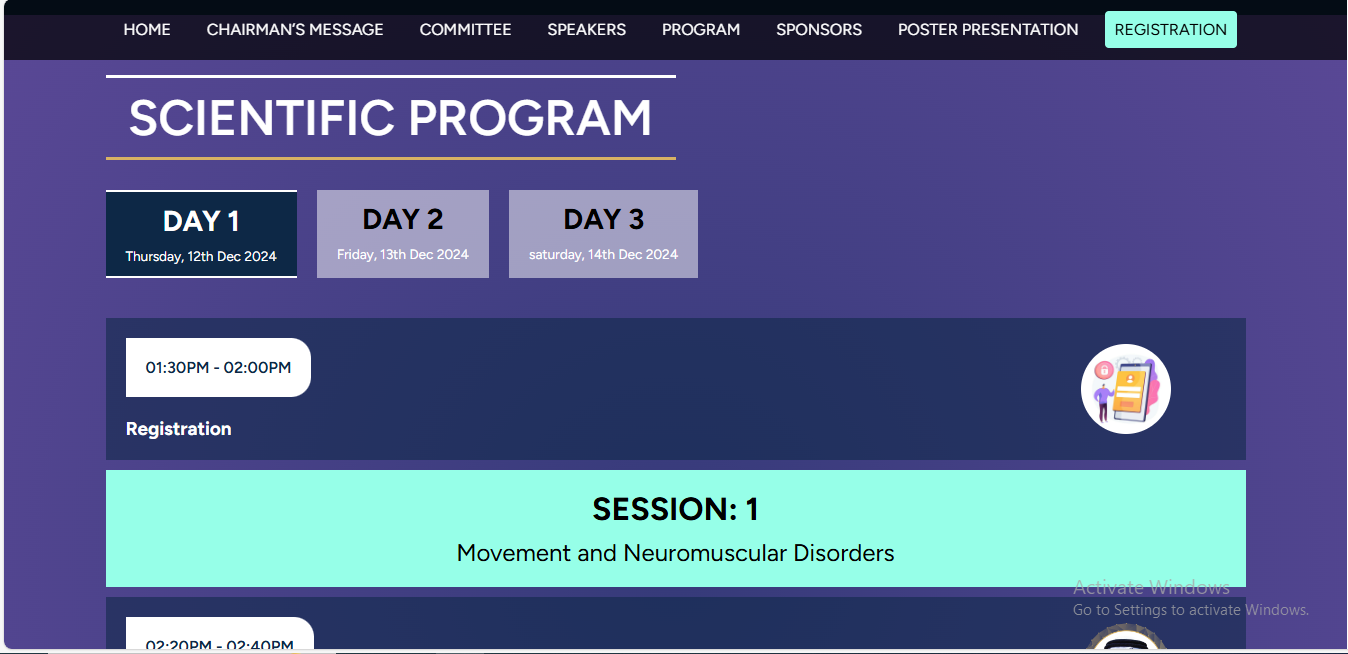 HOME CHAIRMAN’S MESSAGE COMMITTEE SPEAKERS PROGRAM SPONSORS POSTER PRESENTATION REGISTRATION
SCIENTIFIC PROGRAM
DAY 1
Thursday, 12th Dec 2024
DAY 2
Friday, 13th Dec 2024
DAY 3
saturday, 14th Dec 2024
01:30PM - 02:00PM
Registration
SESSION: 1
Movement and Neuromuscular Disorders
Activate Windows
Go to Settings to activate Windows.
02:20PM - 02:40PM